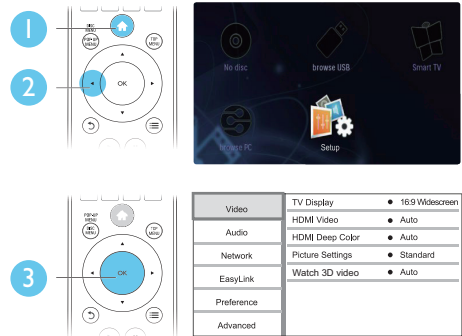 1
DISC MENU
POP-UP MENU
TOP MENU
2
OK
No disc
browse USB
Smart TV
Browse PC
Setup
POP-UP MENU
DISC MENU
TOP MENU
3
OK
Video
Audio
Network
EasyLink
Preference
Advanced
TV Display ● 16:9 Widescreen
HDMI Video ● Auto
HDMI Deep Color ● Auto
Picture Settings ● Standard
Watch 3D video ● Auto